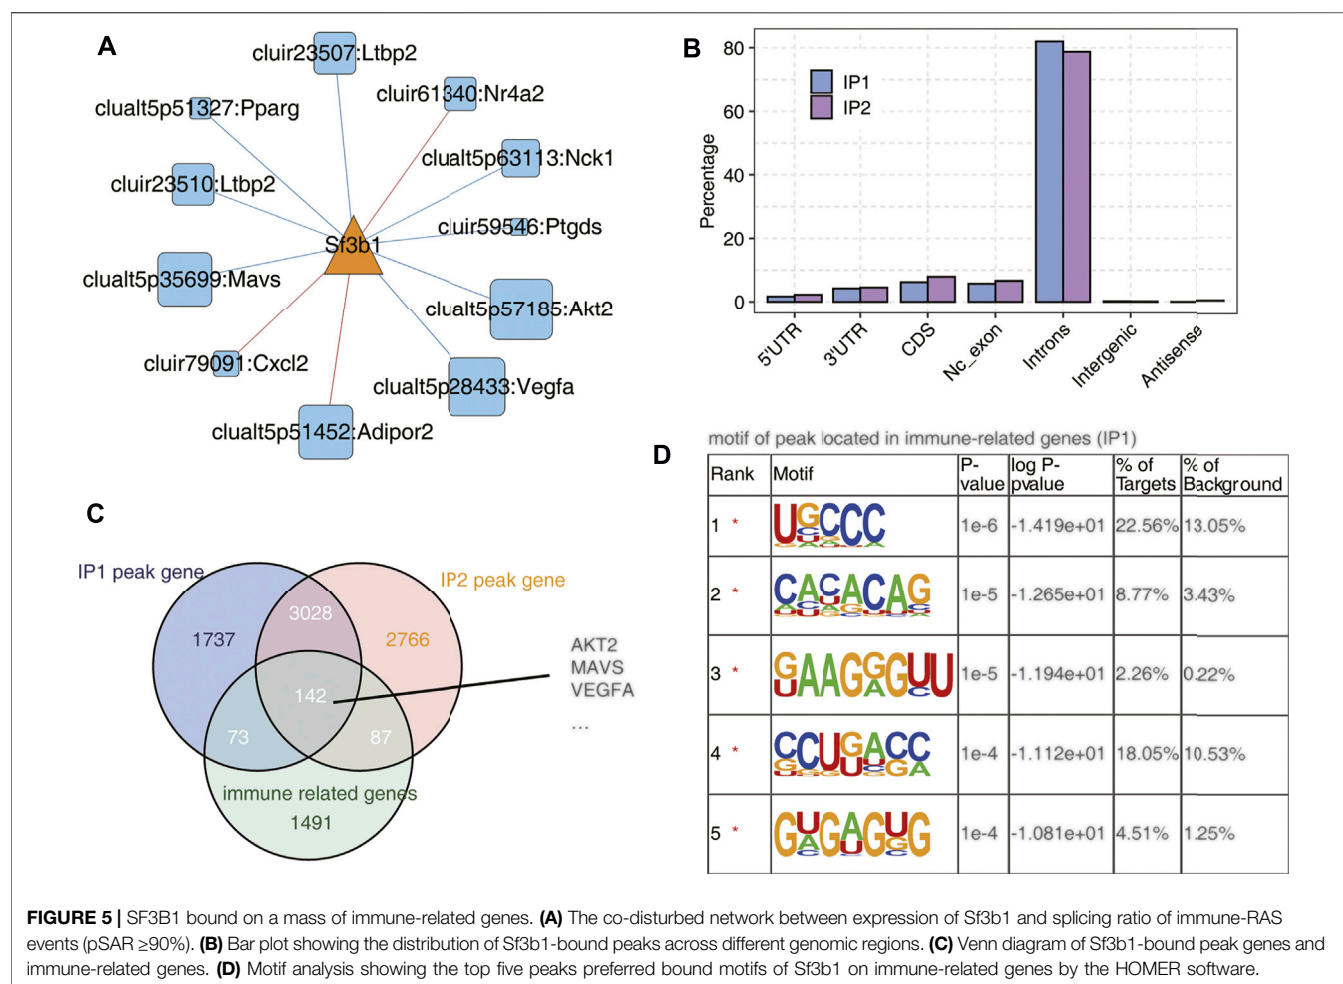 A
cluir23507:Ltbp2
cluir61340:Nr4a2
clualt5p51327:Pparg
clualt5p63113:Nck1
cluir23510:Ltbp2
cluir59546:Ptgds
Sf3b1
clualt5p35699:Mavs
clualt5p57185:Akt2
cluir79091:Cxcl2
clualt5p28433:Vegfa
clualt5p51452:Adipor2
B
Percentage
80
60
40
20
0
IP1
IP2
5'UTR
3'UTR
CDS
Nc_exon
Introns
Intergenic
Antisense
C
IP1 peak gene
IP2 peak gene
3028
1737
2766
142
73
87
immune related genes
1491
AKT2
MAVS
VEGFA
...
D
motif of peak located in immune-related genes (IP1)
Rank Motif P-value log P-pvalue % of Targets % of Background
1 * UGCCC 1e-6 -1.419e+01 22.56% 13.05%
2 * CACACAG 1e-5 -1.265e+01 8.77% 3.43%
3 * GAAGGGUU 1e-5 -1.194e+01 2.26% 0.22%
4 * CCUGACC 1e-4 -1.112e+01 18.05% 10.53%
5 * GUGAGUG 1e-4 -1.081e+01 4.51% 1.25%
FIGURE 5 | SF3B1 bound on a mass of immune-related genes. (A) The co-disturbed network between expression of Sf3b1 and splicing ratio of immune-RAS
events (pSAR ≥90%). (B) Bar plot showing the distribution of Sf3b1-bound peaks across different genomic regions. (C) Venn diagram of Sf3b1-bound peak genes and
immune-related genes. (D) Motif analysis showing the top five peaks preferred bound motifs of Sf3b1 on immune-related genes by the HOMER software.